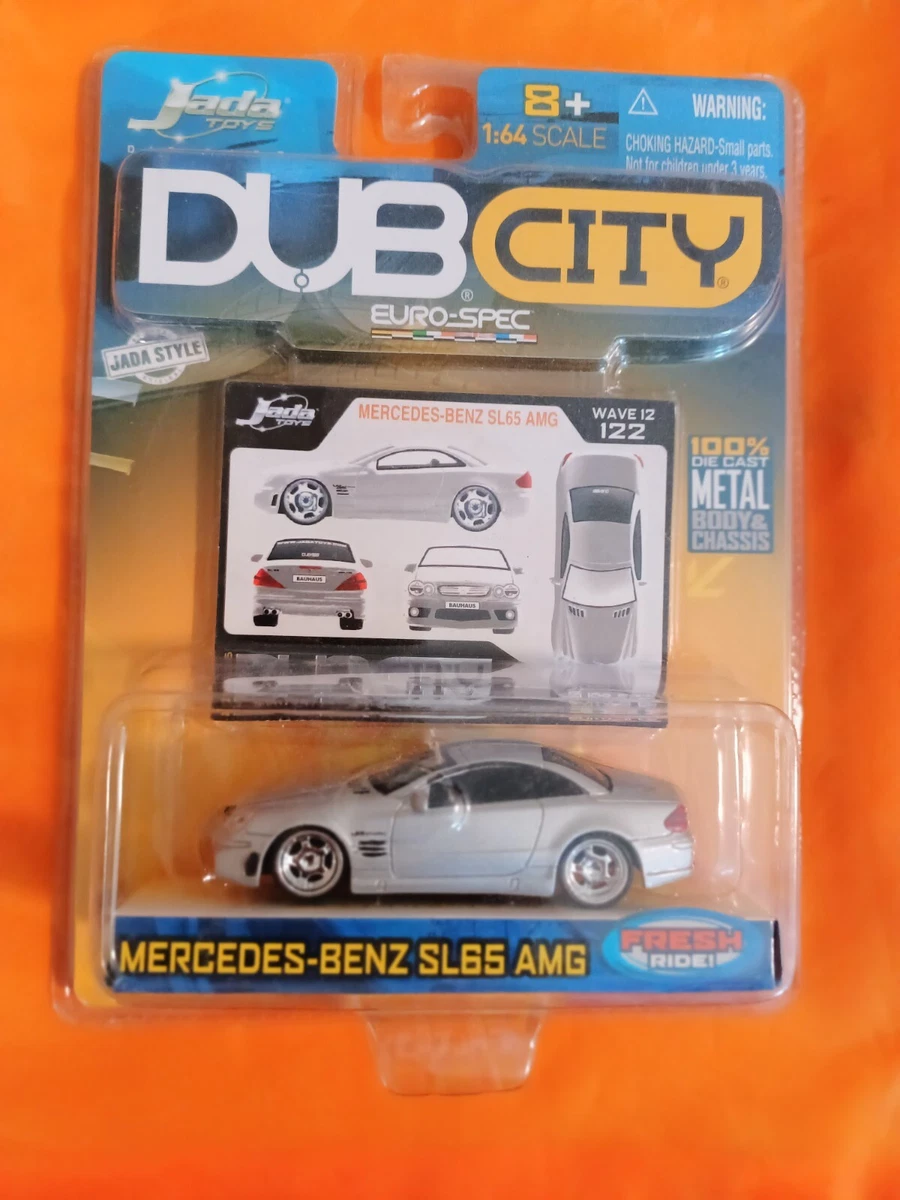 Jada
TOYS
8+
1:64 SCALE
WARNING:
CHOKING HAZARD-Small parts.
Not for children under 3 years.
DUB CITY
EURO-SPEC
JADA STYLE
Jada
TOYS
MERCEDES-BENZ SL65 AMG
WAVE 12
122
BAUHAUS
BAUHAUS
100%
DIE CAST
METAL
BODY&
CHASSIS
MERCEDES-BENZ SL65 AMG
FRESH
RIDE!